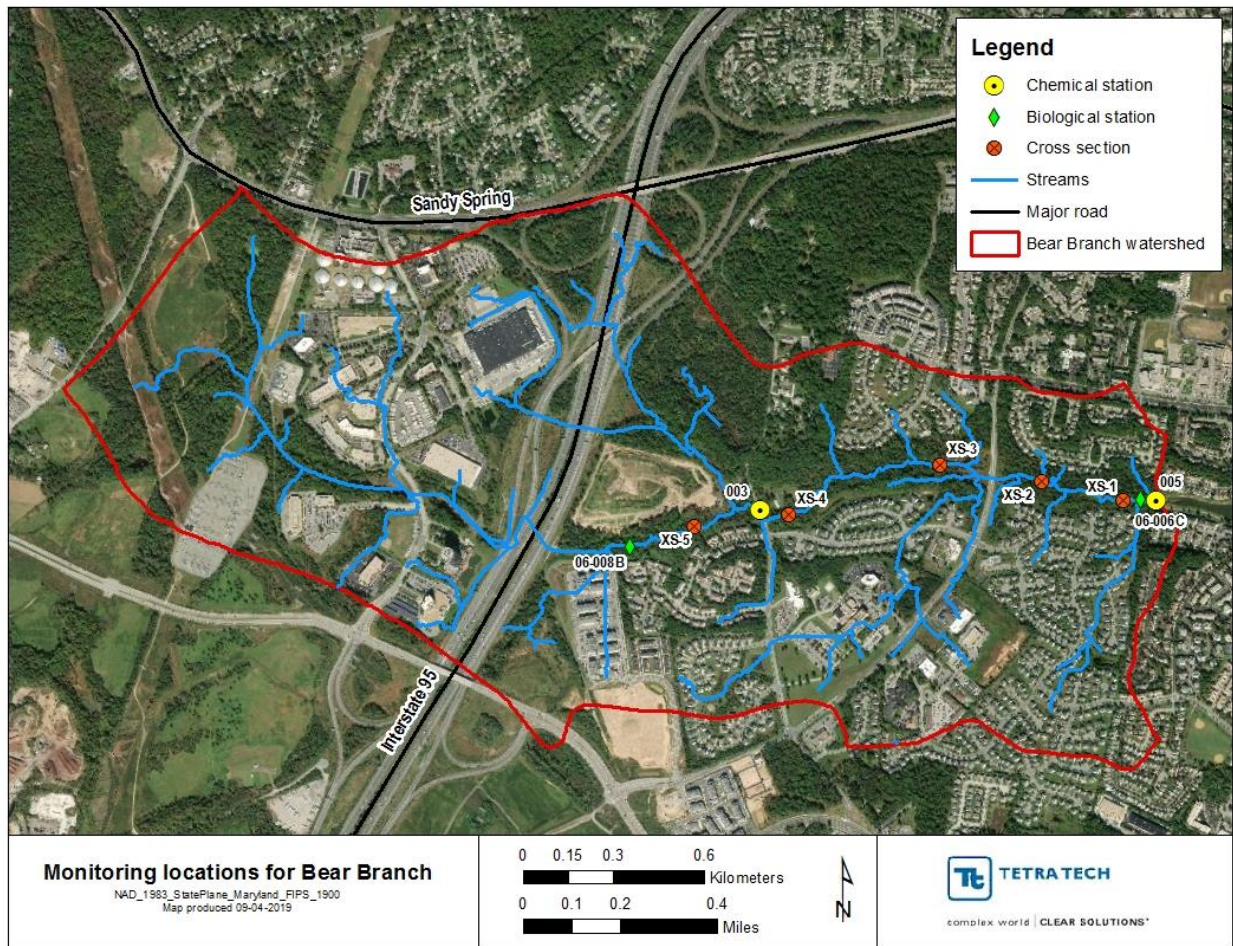 Legend
Chemical station
Biological station
Cross section
Streams
Major road
Bear Branch watershed
Sandy Spring
XS-3
003
XS-4
XS-2
XS-1
005
06-006C
XS-5
06-008B
Interstate 95
Monitoring locations for Bear Branch
NAD_1983_StatePlane_Maryland_FIPS_1900
Map produced 09-04-2019
0 0.15 0.3 0.6
Kilometers
0 0.1 0.2 0.4
Miles
N
Tt TETRA TECH
complex world | CLEAR SOLUTIONS™